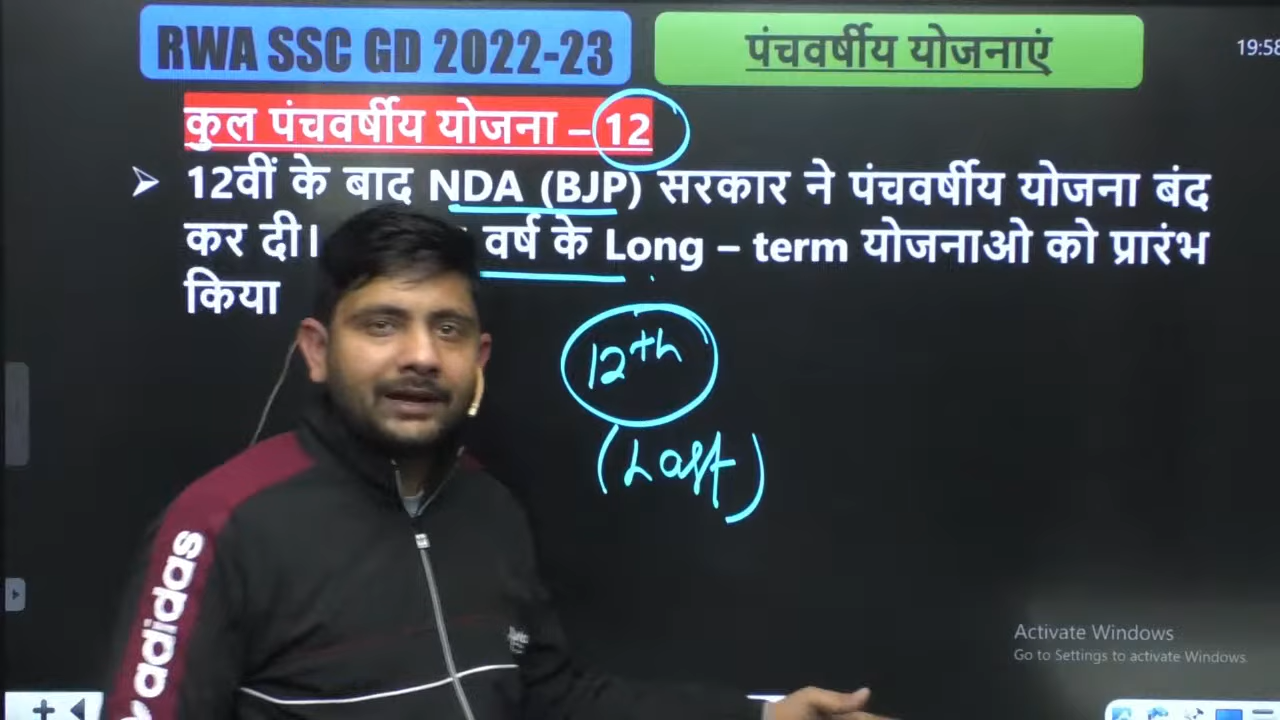 RWA SSC GD 2022-23
पंचवर्षीय योजनाएं
19:58
कुल पंचवर्षीय योजना – 12
➢ 12वीं के बाद NDA (BJP) सरकार ने पंचवर्षीय योजना बंद
कर दी। वर्ष के Long – term योजनाओ को प्रारंभ
किया
12th
(Last)
adidas
Activate Windows
Go to Settings to activate Windows.